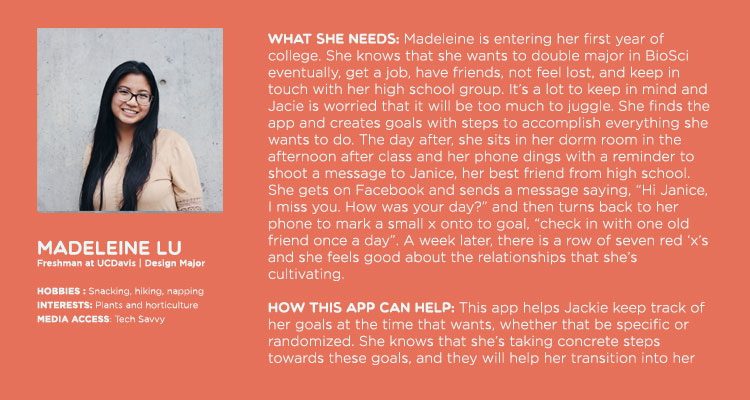 MADELEINE LU
Freshman at UCDavis | Design Major
HOBBIES : Snacking, hiking, napping
INTERESTS: Plants and horticulture
MEDIA ACCESS: Tech Savvy
WHAT SHE NEEDS: Madeleine is entering her first year of
college. She knows that she wants to double major in BioSci
eventually, get a job, have friends, not feel lost, and keep in
touch with her high school group. It's a lot to keep in mind and
Jacie is worried that it will be too much to juggle. She finds the
app and creates goals with steps to accomplish everything she
wants to do. The day after, she sits in her dorm room in the
afternoon after class and her phone dings with a reminder to
shoot a message to Janice, her best friend from high school.
She gets on Facebook and sends a message saying, “Hi Janice,
I miss you. How was your day?” and then turns back to her
phone to mark a small x onto to goal, “check in with one old
friend once a day”. A week later, there is a row of seven red ‘x’s
and she feels good about the relationships that she’s
cultivating.
HOW THIS APP CAN HELP: This app helps Jackie keep track of
her goals at the time that wants, whether that be specific or
randomized. She knows that she’s taking concrete steps
towards these goals, and they will help her transition into her